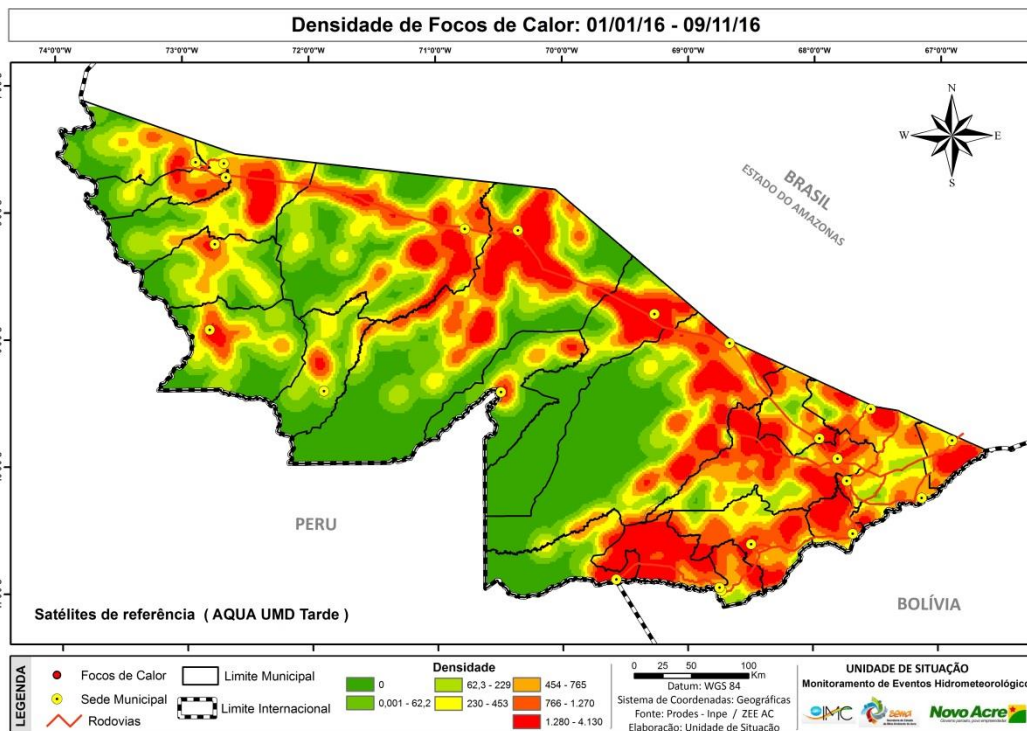 Densidade de Focos de Calor: 01/01/16 - 09/11/16
74°0'0"W 73°0'0"W 72°0'0"W 71°0'0"W 70°0'0"W 69°0'0"W 68°0'0"W 67°0'0"W
N
W E
S
BRASIL
ESTADO DO AMAZONAS
PERU
BOLÍVIA
Satélites de referência ( AQUA UMD Tarde )
LEGENDA
Focos de Calor
Sede Municipal
Rodovias
Limite Municipal
Limite Internacional
Densidade
0
0,001 - 62,2
62,3 - 229
230 - 453
454 - 765
766 - 1.270
1.280 - 4.130
0 25 50 100
Km
Datum: WGS 84
Sistema de Coordenadas: Geográficas
Fonte: Prodes - Inpe / ZEE AC
Elaboração: Unidade de Situação
UNIDADE DE SITUAÇÃO
Monitoramento de Eventos Hidrometeorológicos
IMC
sema
Novo Acre